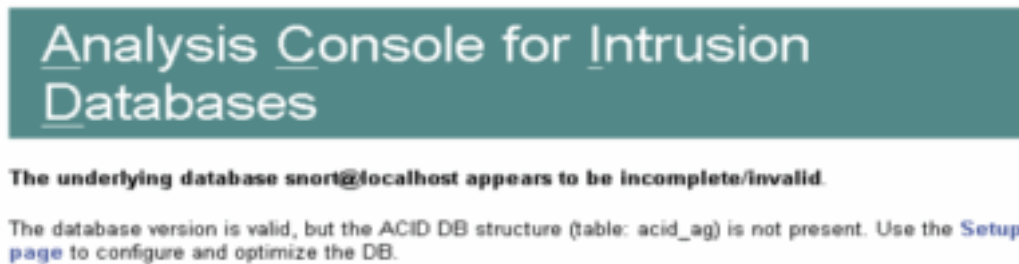 Analysis Console for Intrusion
Databases
The underlying database snort@localhost appears to be incomplete/invalid.
The database version is valid, but the ACID DB structure (table: acid_ag) is not present. Use the Setup
page to configure and optimize the DB.